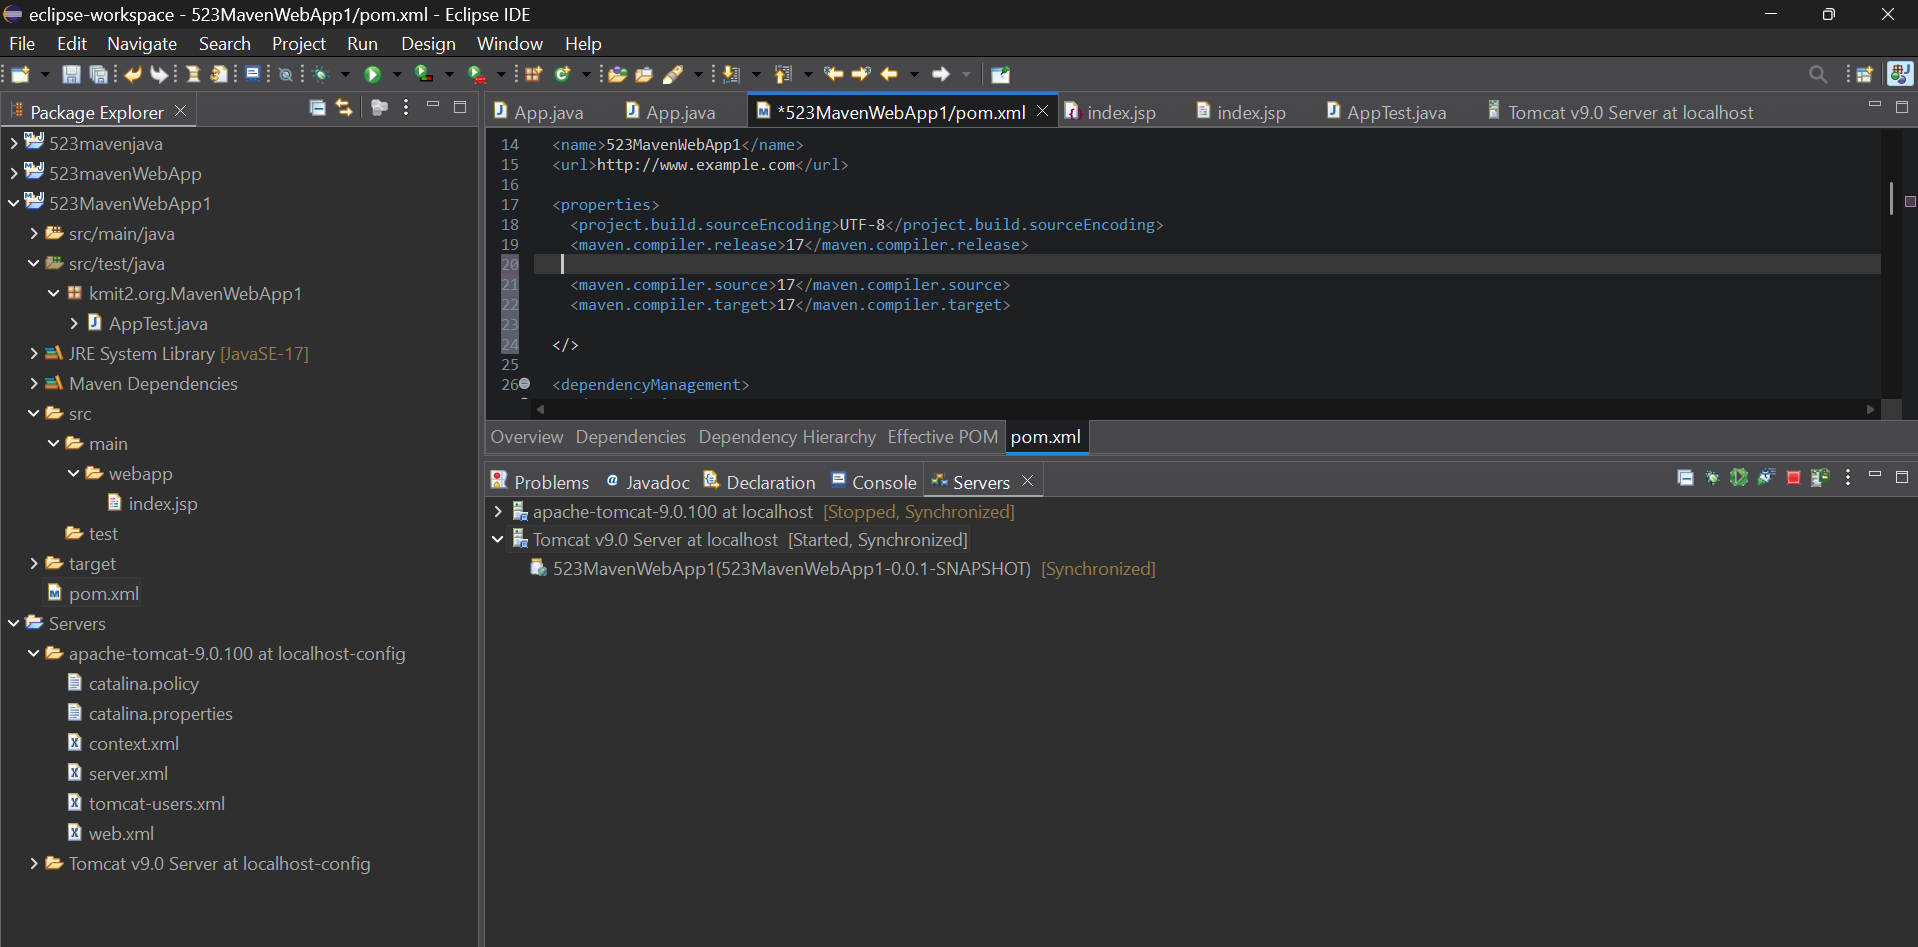 eclipse-workspace - 523MavenWebApp1/pom.xml - Eclipse IDE
File Edit Navigate Search Project Run Design Window Help
Package Explorer
523mavenjava
523mavenWebApp
523MavenWebApp1
src/main/java
src/test/java
kmit2.org.MavenWebApp1
AppTest.java
JRE System Library [JavaSE-17]
Maven Dependencies
src
main
webapp
index.jsp
test
target
pom.xml
Servers
apache-tomcat-9.0.100 at localhost-config
catalina.policy
catalina.properties
context.xml
server.xml
tomcat-users.xml
web.xml
Tomcat v9.0 Server at localhost-config
App.java App.java *523MavenWebApp1/pom.xml index.jsp index.jsp AppTest.java Tomcat v9.0 Server at localhost
14 <name>523MavenWebApp1</name>
15 <url>http://www.example.com</url>
16
17 <properties>
18 <project.build.sourceEncoding>UTF-8</project.build.sourceEncoding>
19 <maven.compiler.release>17</maven.compiler.release>
20
21 <maven.compiler.source>17</maven.compiler.source>
22 <maven.compiler.target>17</maven.compiler.target>
23
24 </>
25
26 <dependencyManagement>
Overview Dependencies Dependency Hierarchy Effective POM pom.xml
Problems Javadoc Declaration Console Servers
apache-tomcat-9.0.100 at localhost [Stopped, Synchronized]
Tomcat v9.0 Server at localhost [Started, Synchronized]
523MavenWebApp1(523MavenWebApp1-0.0.1-SNAPSHOT) [Synchronized]